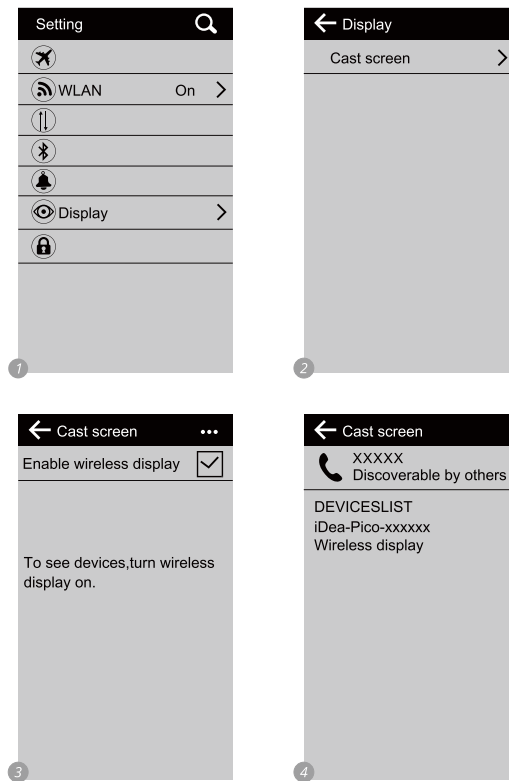 Setting
WLAN On
Display
1
Display
Cast screen
2
Cast screen
Enable wireless display
To see devices,turn wireless
display on.
3
Cast screen
XXXXX
Discoverable by others
DEVICESLIST
iDea-Pico-xxxxxx
Wireless display
4